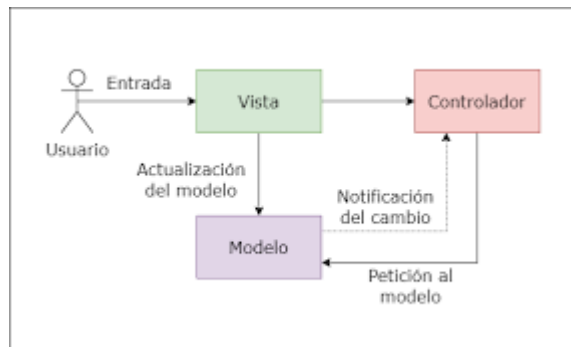 Entrada
Vista
Controlador
Usuario
Actualización
del modelo
Notificación
del cambio
Modelo
Petición al
modelo